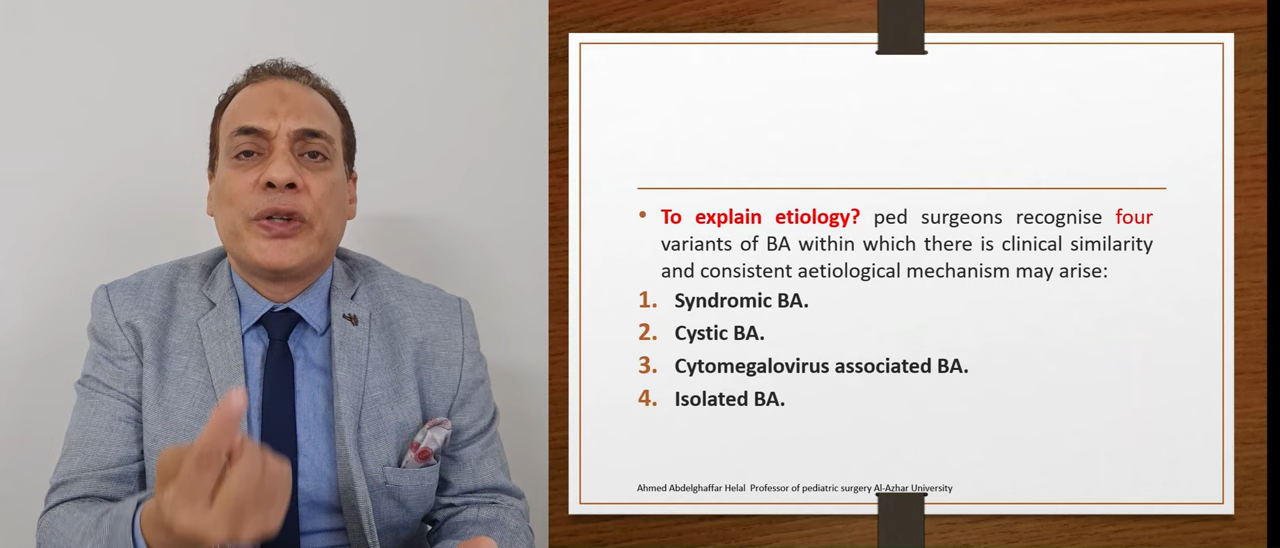 • To explain etiology? ped surgeons recognise four
variants of BA within which there is clinical similarity
and consistent aetiological mechanism may arise:
1. Syndromic BA.
2. Cystic BA.
3. Cytomegalovirus associated BA.
4. Isolated BA.
Ahmed Abdelghaffar Helal Professor of pediatric surgery Al-Azhar University